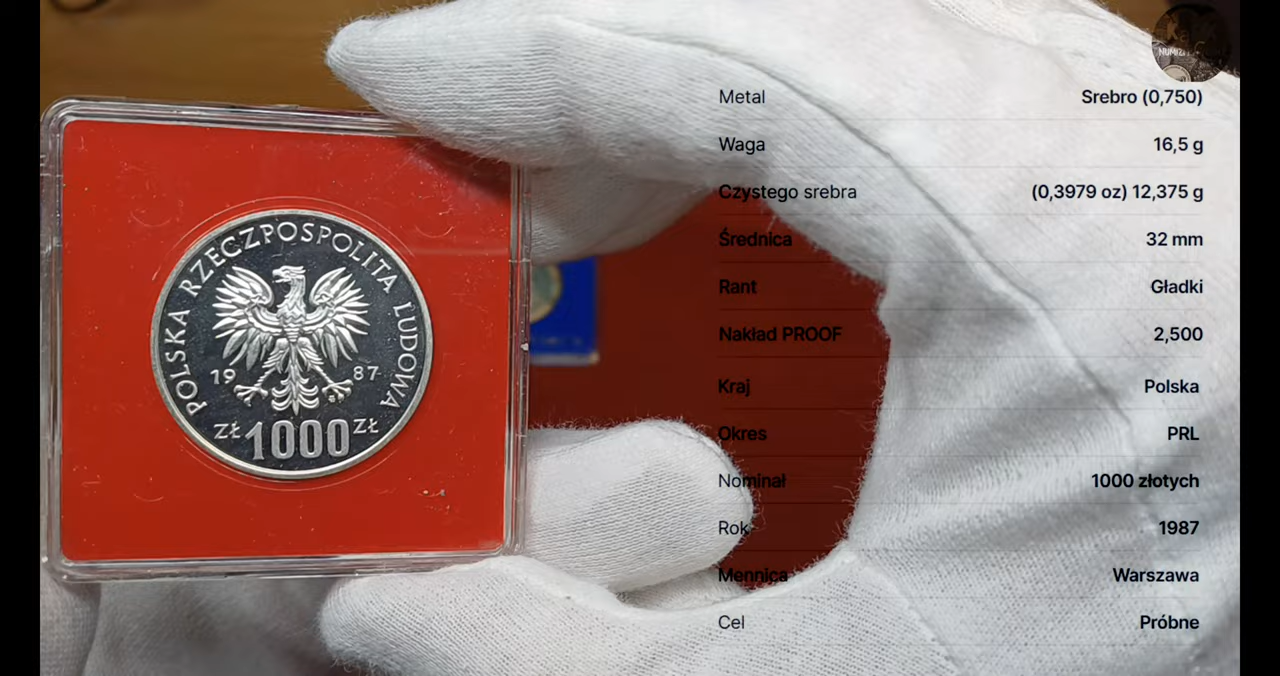 POLSKA RZECZPOSPOLITA LUDOWA
19 87
ZŁ 1000 ZŁ
Metal Srebro (0,750)
Waga 16,5 g
Czystego srebra (0,3979 oz) 12,375 g
Średnica 32 mm
Rant Gładki
Nakład PROOF 2,500
Kraj Polska
Okres PRL
Nominał 1000 złotych
Rok 1987
Mennica Warszawa
Cel Próbne